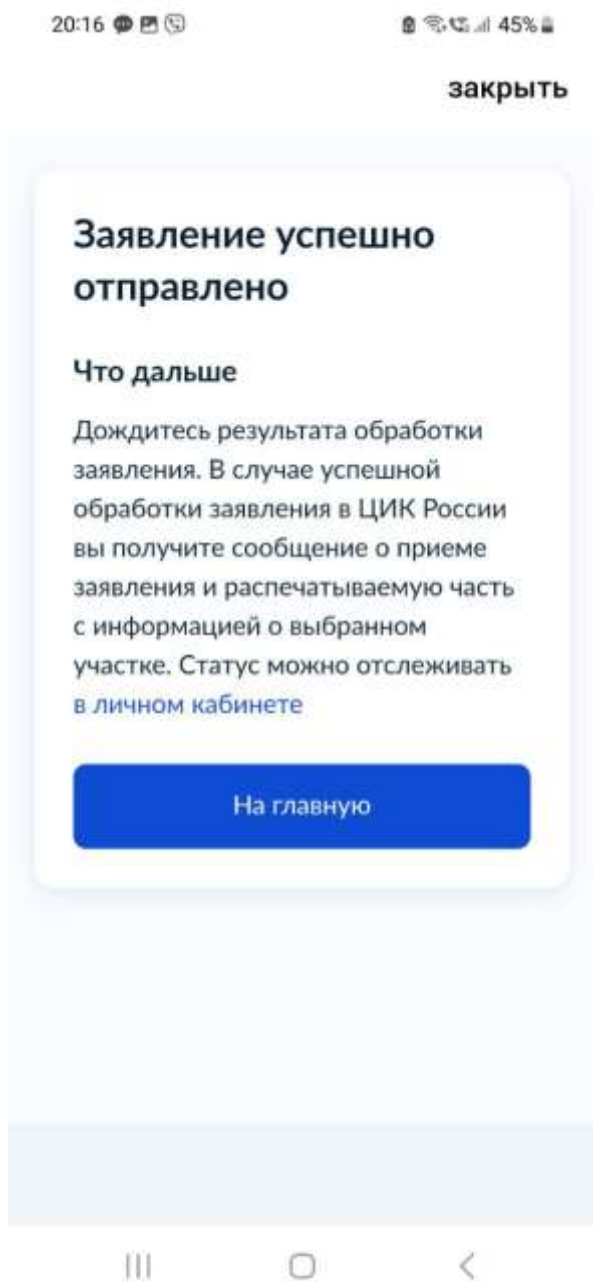 20:16
45%
закрыть
Заявление успешно
отправлено
Что дальше
Дождитесь результата обработки
заявления. В случае успешной
обработки заявления в ЦИК России
вы получите сообщение о приеме
заявления и распечатываемую часть
с информацией о выбранном
участке. Статус можно отслеживать
в личном кабинете
На главную